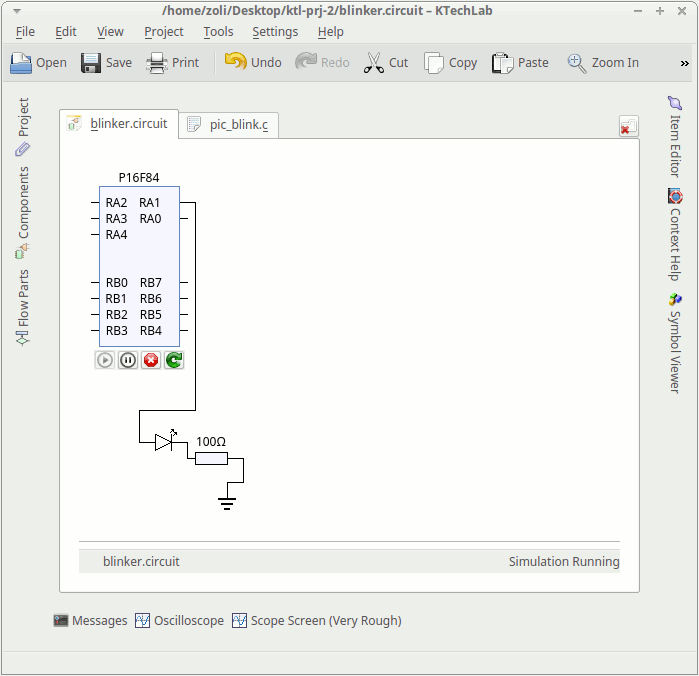 /home/zoli/Desktop/ktl-prj-2/blinker.circuit – KTechLab
File Edit View Project Tools Settings Help
Open Save Print Undo Redo Cut Copy Paste Zoom In »
Project
Components
Flow Parts
blinker.circuit pic_blink.c
P16F84
RA2 RA1
RA3 RA0
RA4
RB0 RB7
RB1 RB6
RB2 RB5
RB3 RB4
100Ω
blinker.circuit Simulation Running
Item Editor
Context Help
Symbol Viewer
Messages Oscilloscope Scope Screen (Very Rough)